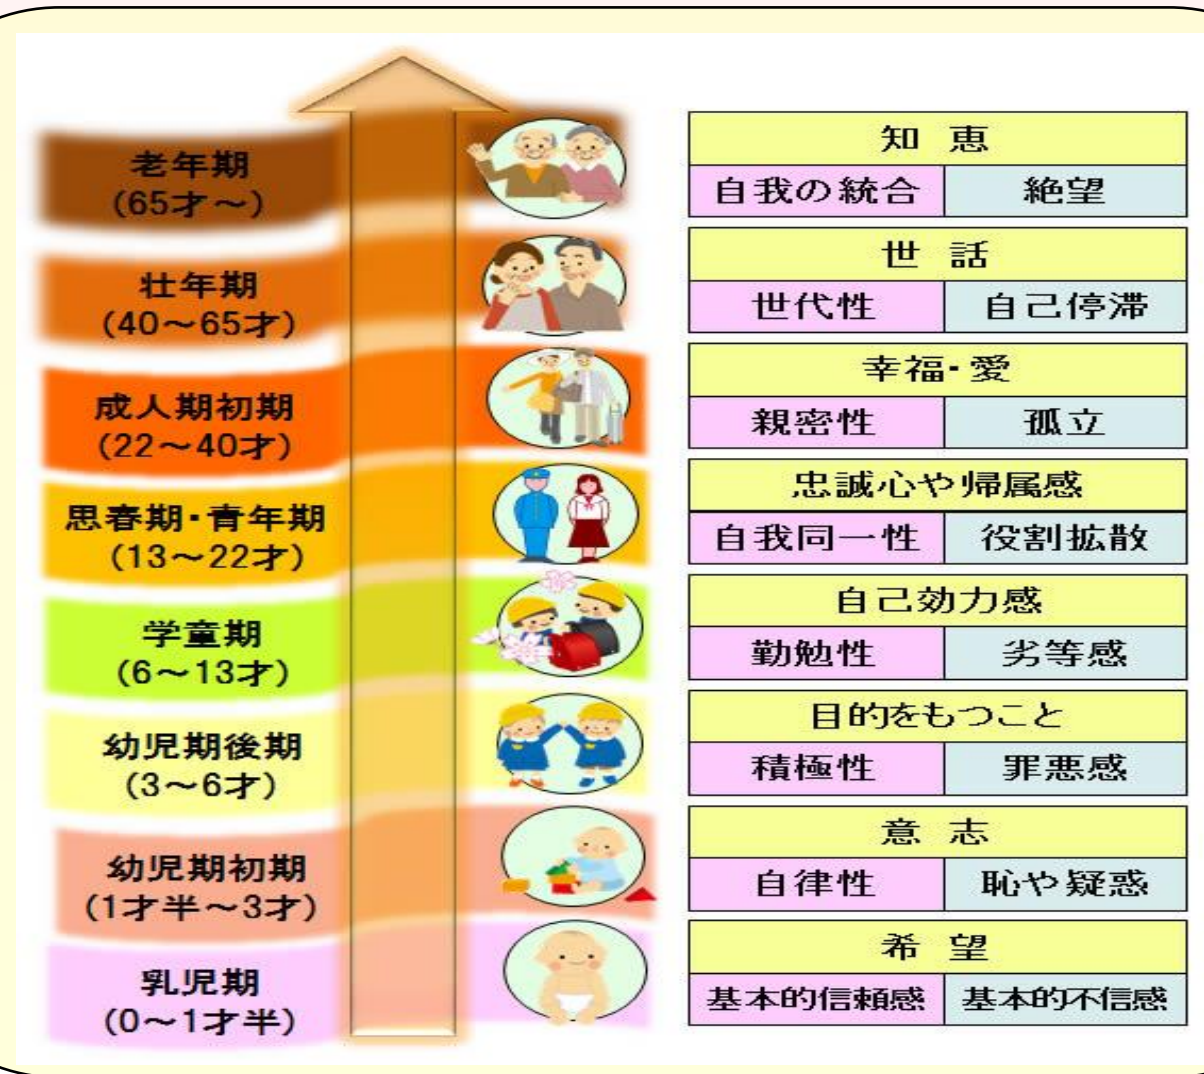 老年期
(65才～)
知 恵
自我の統合 絶望
壮年期
(40～65才)
世 話
世代性 自己停滞
成人期初期
(22～40才)
幸福・愛
親密性 孤立
思春期・青年期
(13～22才)
忠誠心や帰属感
自我同一性 役割拡散
学童期
(6～13才)
自己効力感
勤勉性 劣等感
幼児期後期
(3～6才)
目的をもつこと
積極性 罪悪感
幼児期初期
(1才半～3才)
意 志
自律性 恥や疑惑
乳児期
(0～1才半)
希 望
基本的信頼感 基本的不信感